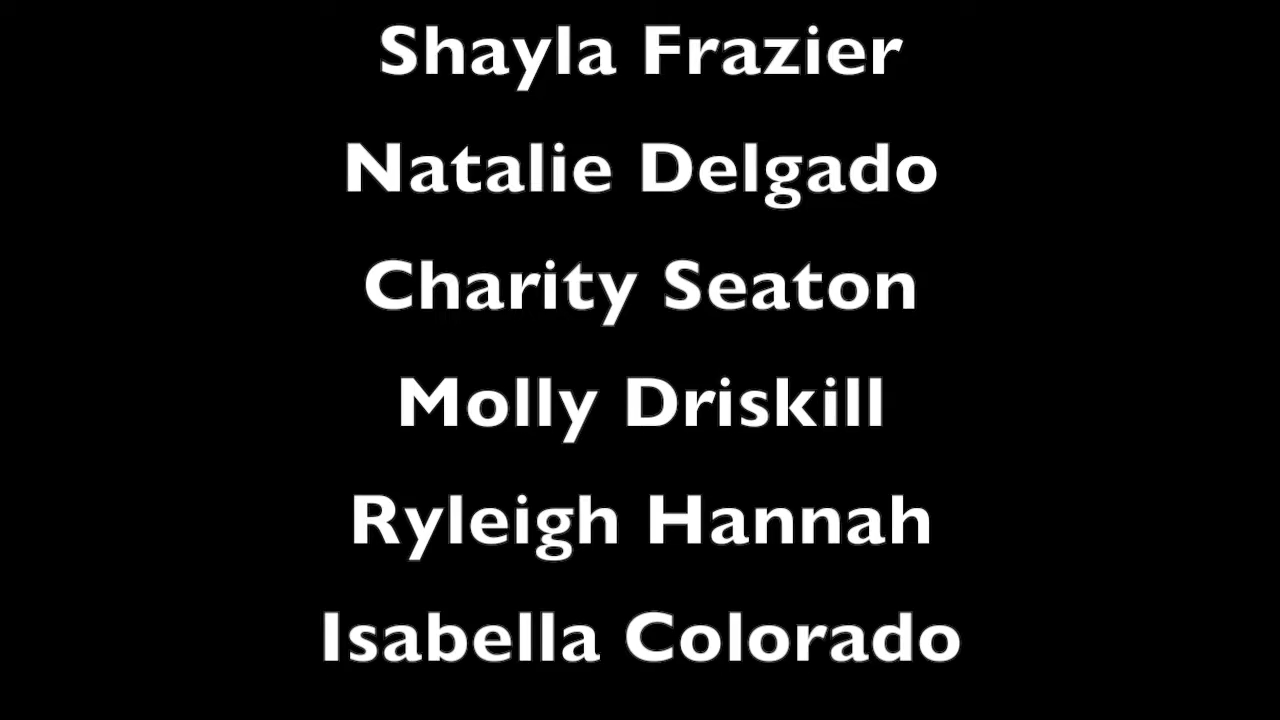 Shayla Frazier
Natalie Delgado
Charity Seaton
Molly Driskill
Ryleigh Hannah
Isabella Colorado